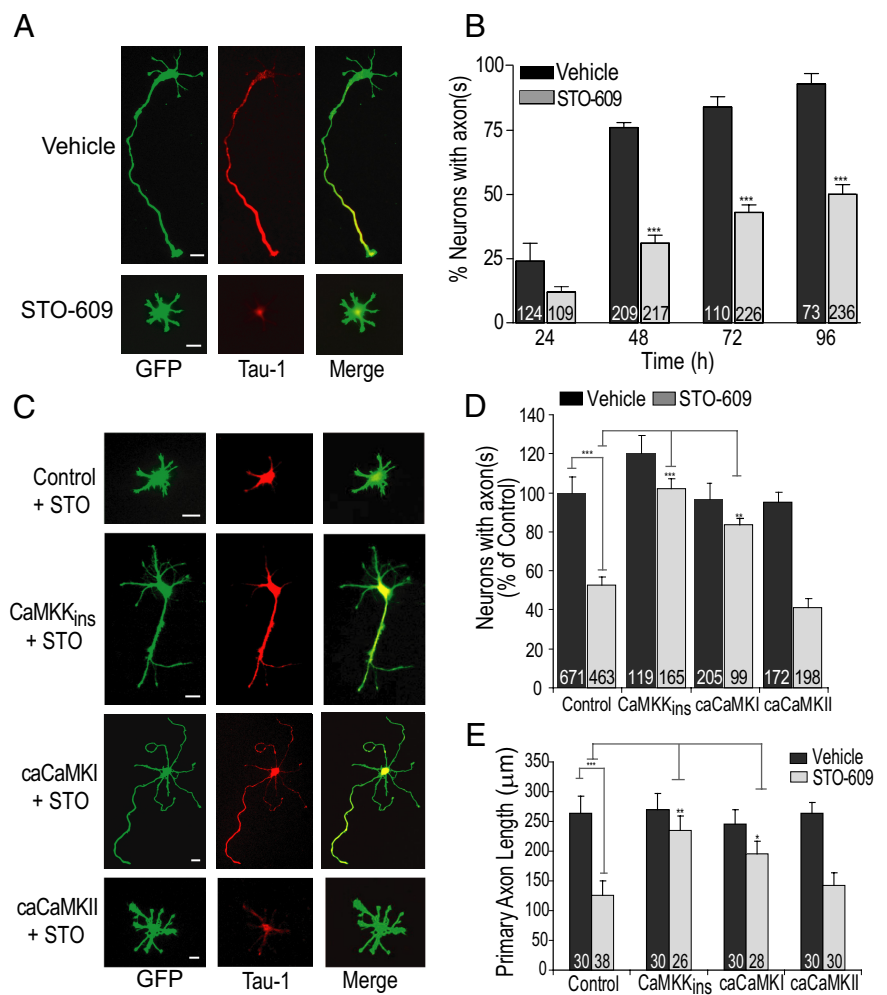 A
Vehicle
STO-609
GFP Tau-1 Merge
B
% Neurons with axon(s)
100
75
50
25
0
Vehicle
STO-609
*** *** ***
124 109 209 217 110 226 73 236
24 48 72 96
Time (h)
C
Control
+ STO
CaMKKins
+ STO
caCaMKI
+ STO
caCaMKII
+ STO
GFP Tau-1 Merge
D
Vehicle STO-609
Neurons with axon(s)
(% of Control)
140
120
100
80
60
40
20
0
*** *** **
671 463 119 165 205 99 172 198
Control CaMKKins caCaMKI caCaMKII
E
Primary Axon Length (μm)
350
300
250
200
150
100
50
0
Vehicle
STO-609
*** ** *
30 38 30 26 30 28 30 30
Control CaMKKins caCaMKI caCaMKII